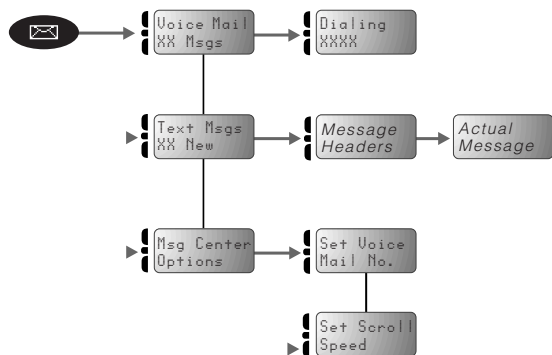 Voice Mail
XX Msgs
Dialing
XXXX
Text Msgs
XX New
Message
Headers
Actual
Message
Msg Center
Options
Set Voice
Mail No.
Set Scroll
Speed